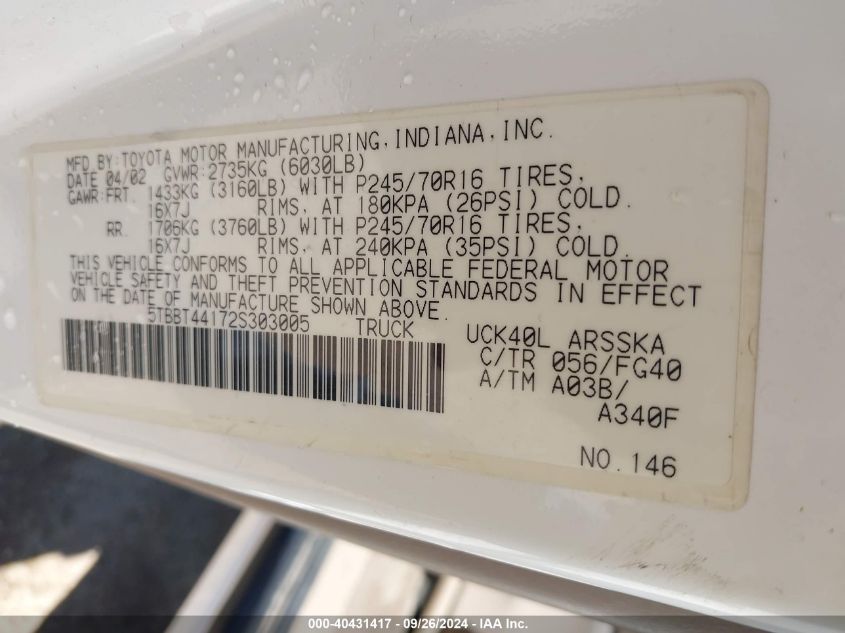 MFD BY: TOYOTA MOTOR MANUFACTURING, INDIANA, INC.
DATE 04/02 GVWR: 2735KG (6030LB)
GAWR: FRT. 1433KG (3160LB) WITH P245/70R16 TIRES,
16X7J RIMS, AT 180KPA (26PSI) COLD.
RR. 1706KG (3760LB) WITH P245/70R16 TIRES,
16X7J RIMS, AT 240KPA (35PSI) COLD.
THIS VEHICLE CONFORMS TO ALL APPLICABLE FEDERAL MOTOR
VEHICLE SAFETY AND THEFT PREVENTION STANDARDS IN EFFECT
ON THE DATE OF MANUFACTURE SHOWN ABOVE.
5TBBT44172S303005 TRUCK
UCK40L ARSSKA
C/TR 056/FG40
A/TM A03B/
A340F
NO. 146
000-40431417 - 09/26/2024 - IAA Inc.